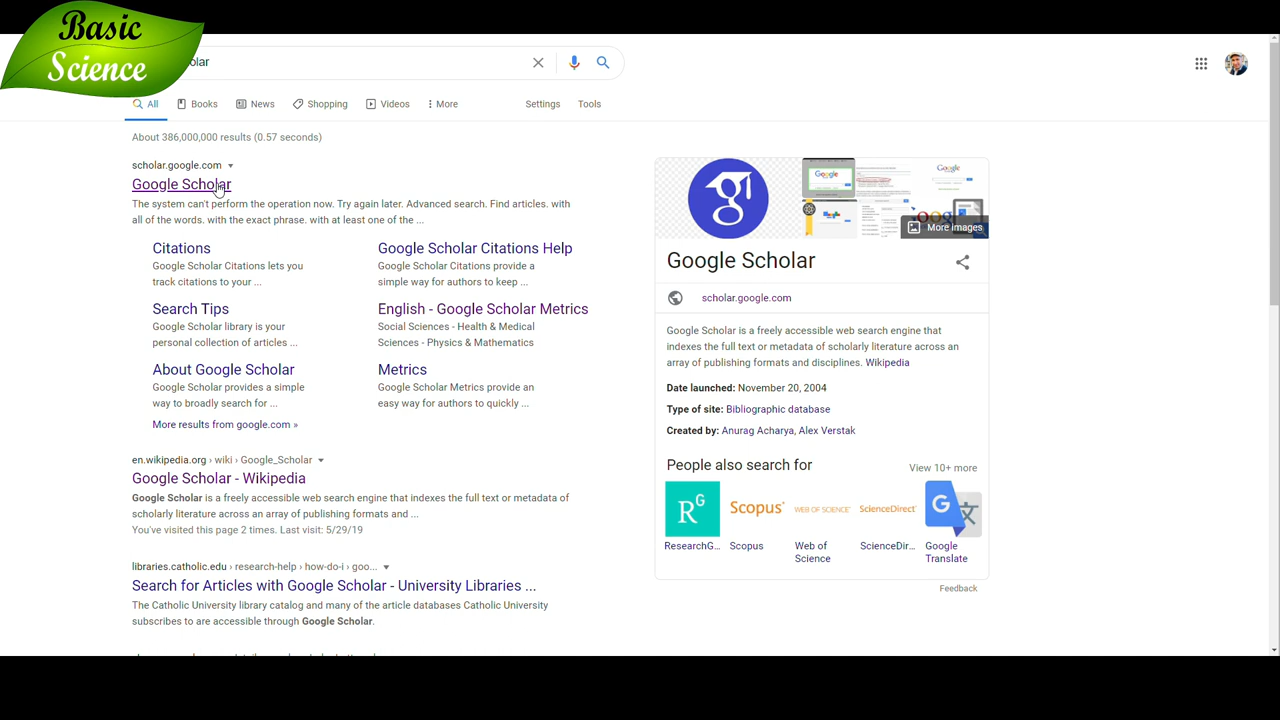 Basic
Science
olar
All
Books
News
Shopping
Videos
More
Settings
Tools
About 386,000,000 results (0.57 seconds)
scholar.google.com
Google Scholar
The system can't perform the operation now. Try again later. Advanced search. Find articles. with
all of the words. with the exact phrase. with at least one of the ...
Citations
Google Scholar Citations lets you
track citations to your ...
Google Scholar Citations Help
Google Scholar Citations provide a
simple way for authors to keep ...
Search Tips
Google Scholar library is your
personal collection of articles ...
English - Google Scholar Metrics
Social Sciences - Health & Medical
Sciences - Physics & Mathematics
About Google Scholar
Google Scholar provides a simple
way to broadly search for ...
Metrics
Google Scholar Metrics provide an
easy way for authors to quickly ...
More results from google.com »
en.wikipedia.org › wiki › Google_Scholar
Google Scholar - Wikipedia
Google Scholar is a freely accessible web search engine that indexes the full text or metadata of
scholarly literature across an array of publishing formats and ...
You've visited this page 2 times. Last visit: 5/29/19
libraries.catholic.edu › research-help › how-do-i › goo...
Search for Articles with Google Scholar - University Libraries ...
The Catholic University library catalog and many of the article databases Catholic University
subscribes to are accessible through Google Scholar.
Google
Google
More images
Google Scholar
scholar.google.com
Google Scholar is a freely accessible web search engine that
indexes the full text or metadata of scholarly literature across an
array of publishing formats and disciplines. Wikipedia
Date launched: November 20, 2004
Type of site: Bibliographic database
Created by: Anurag Acharya, Alex Verstak
People also search for
View 10+ more
RG
Scopus
WEB OF SCIENCE
ScienceDirect
G 文
ResearchG...
Scopus
Web of
Science
ScienceDir...
Google
Translate
Feedback